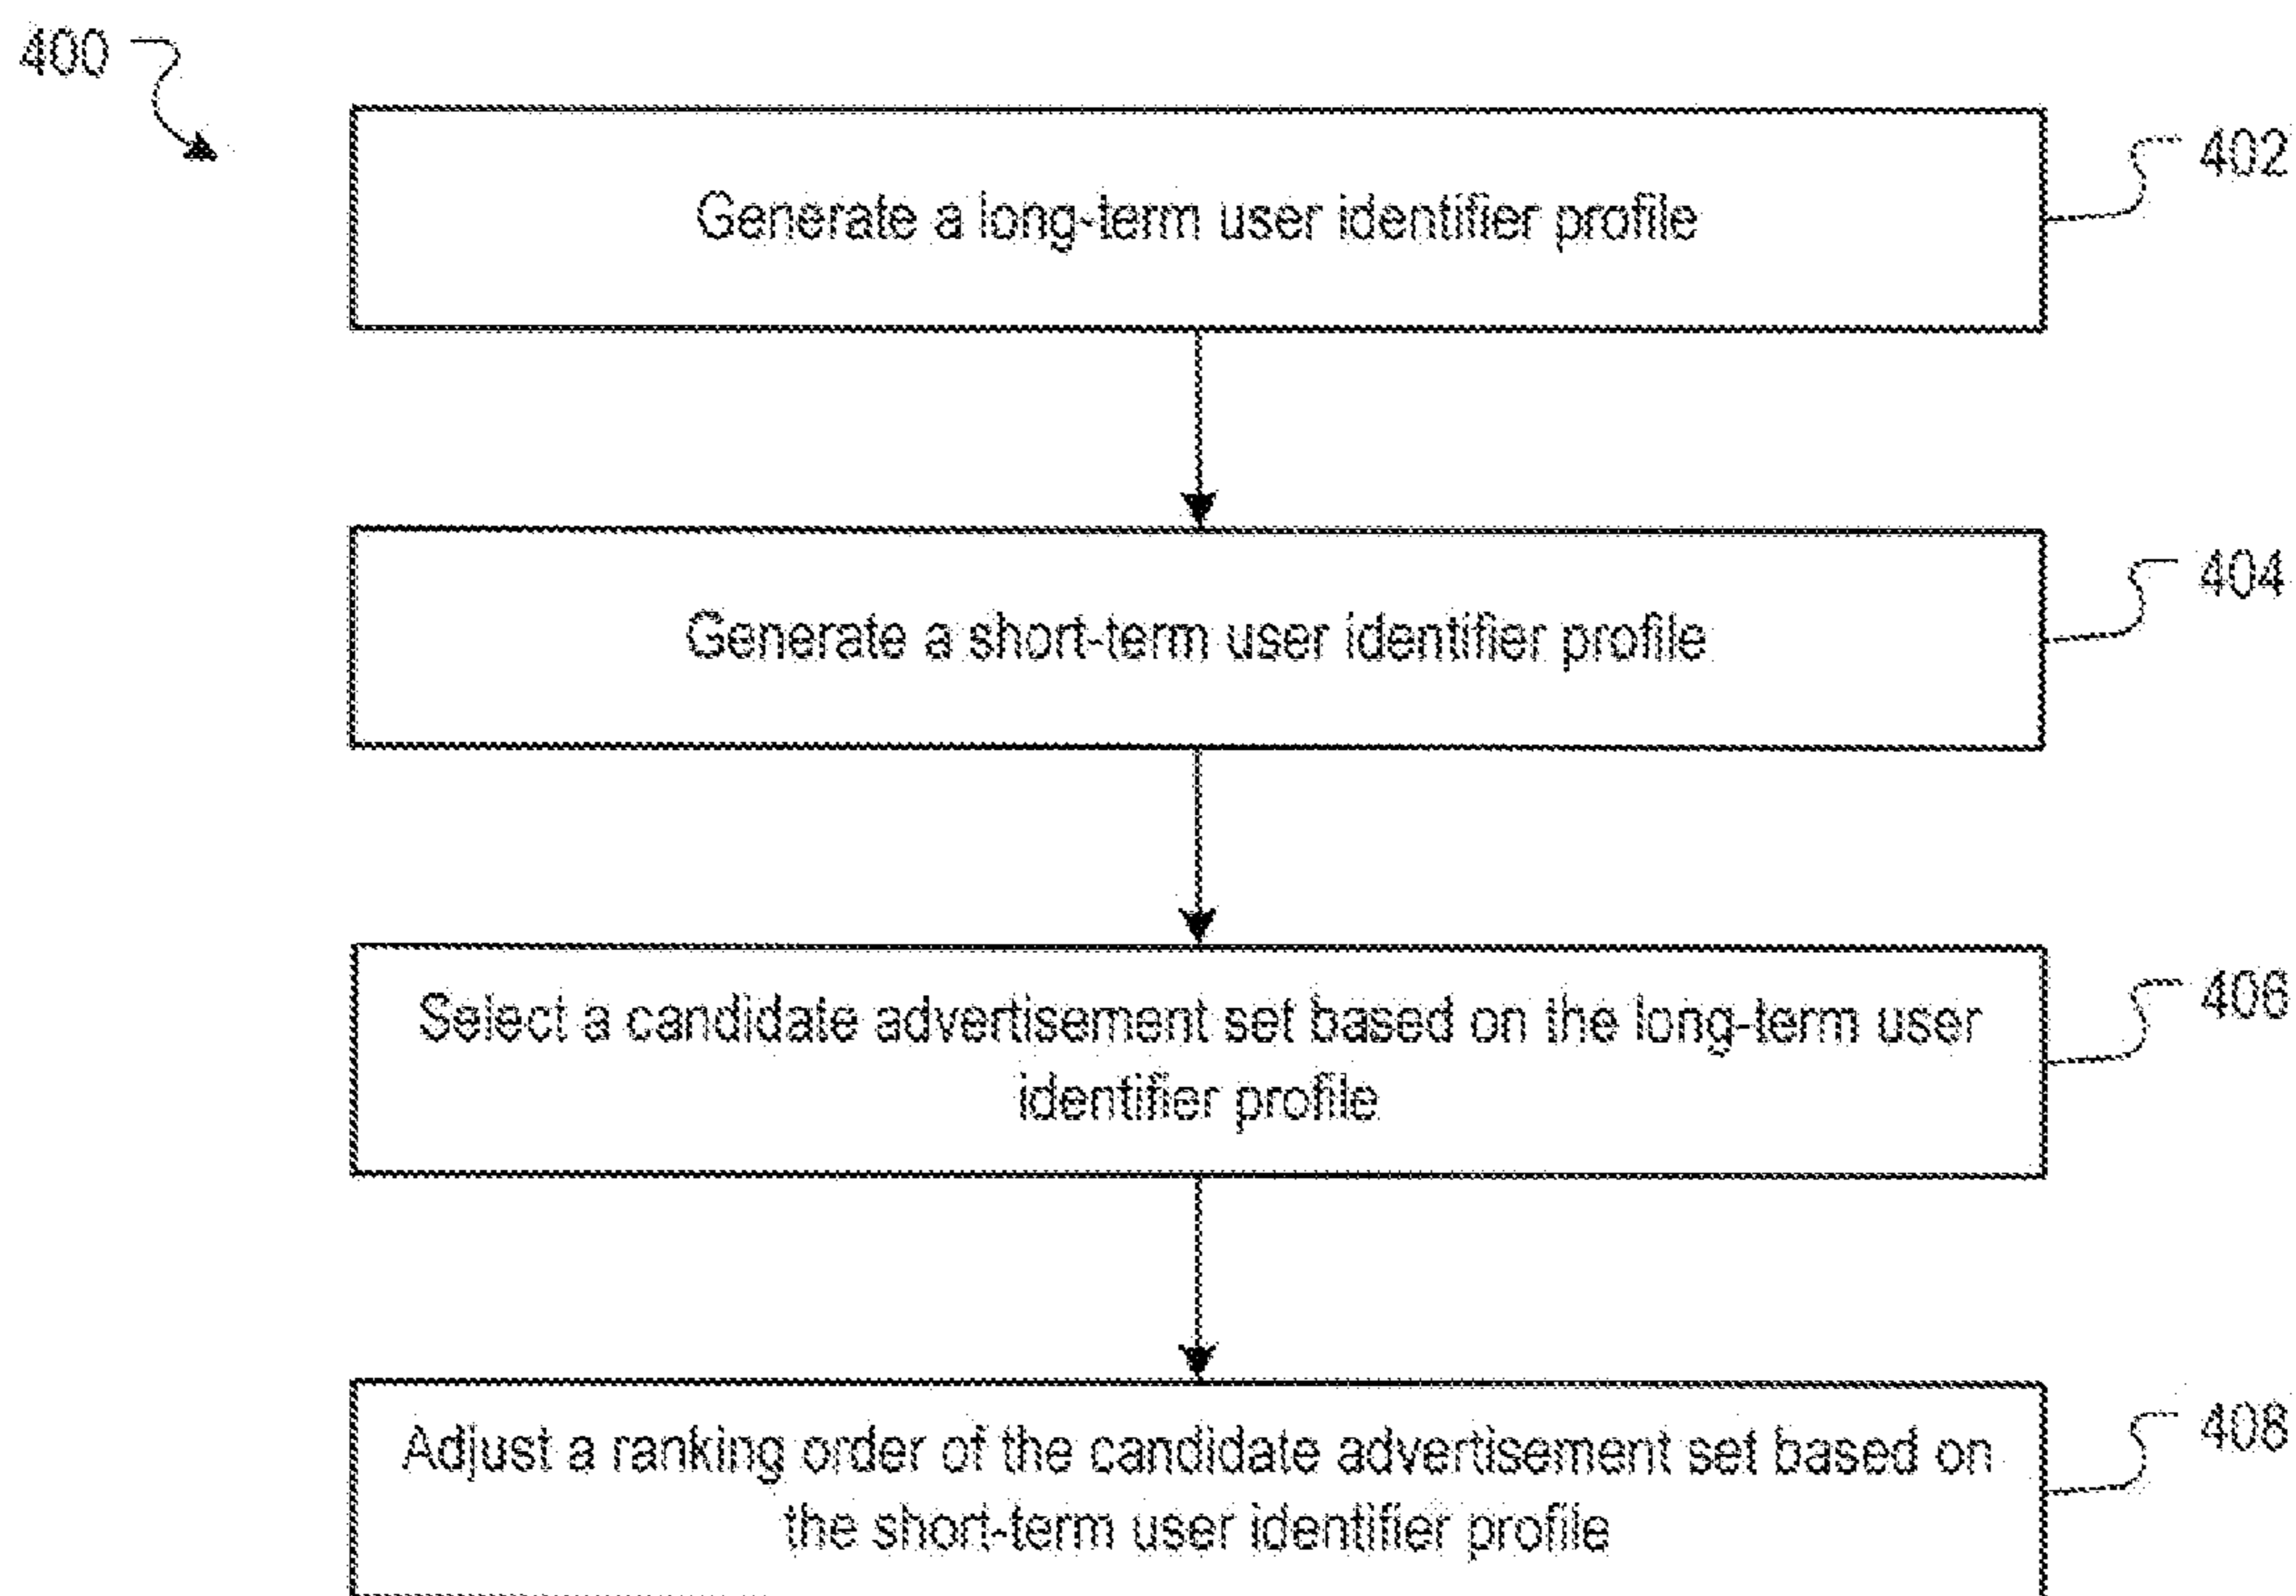 400
Generate a long-term user identifier profile
402
Generate a short-term user identifier profile
404
Select a candidate advertisement set based on the long-term user
identifier profile
406
Adjust a ranking order of the candidate advertisement set based on
the short-term user identifier profile
408